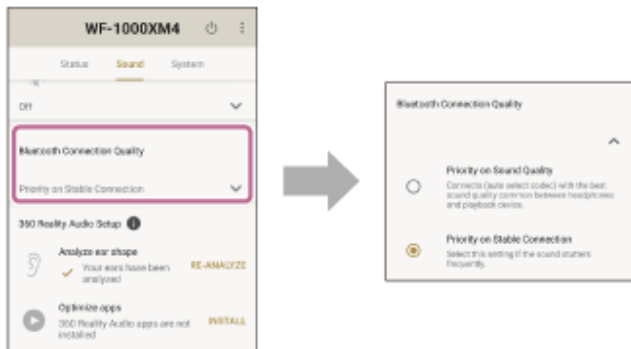 WF-1000XM4
Status Sound System
Off
Bluetooth Connection Quality
Priority on Stable Connection
360 Reality Audio Setup
Analyze ear shape
Your ears have been
analyzed
RE-ANALYZE
Optimize apps
360 Reality Audio apps are not
installed
INSTALL
Bluetooth Connection Quality
Priority on Sound Quality
Connects (auto select codec) with the best
sound quality common between headphones
and playback device.
Priority on Stable Connection
Select this setting if the sound stutters
frequently.